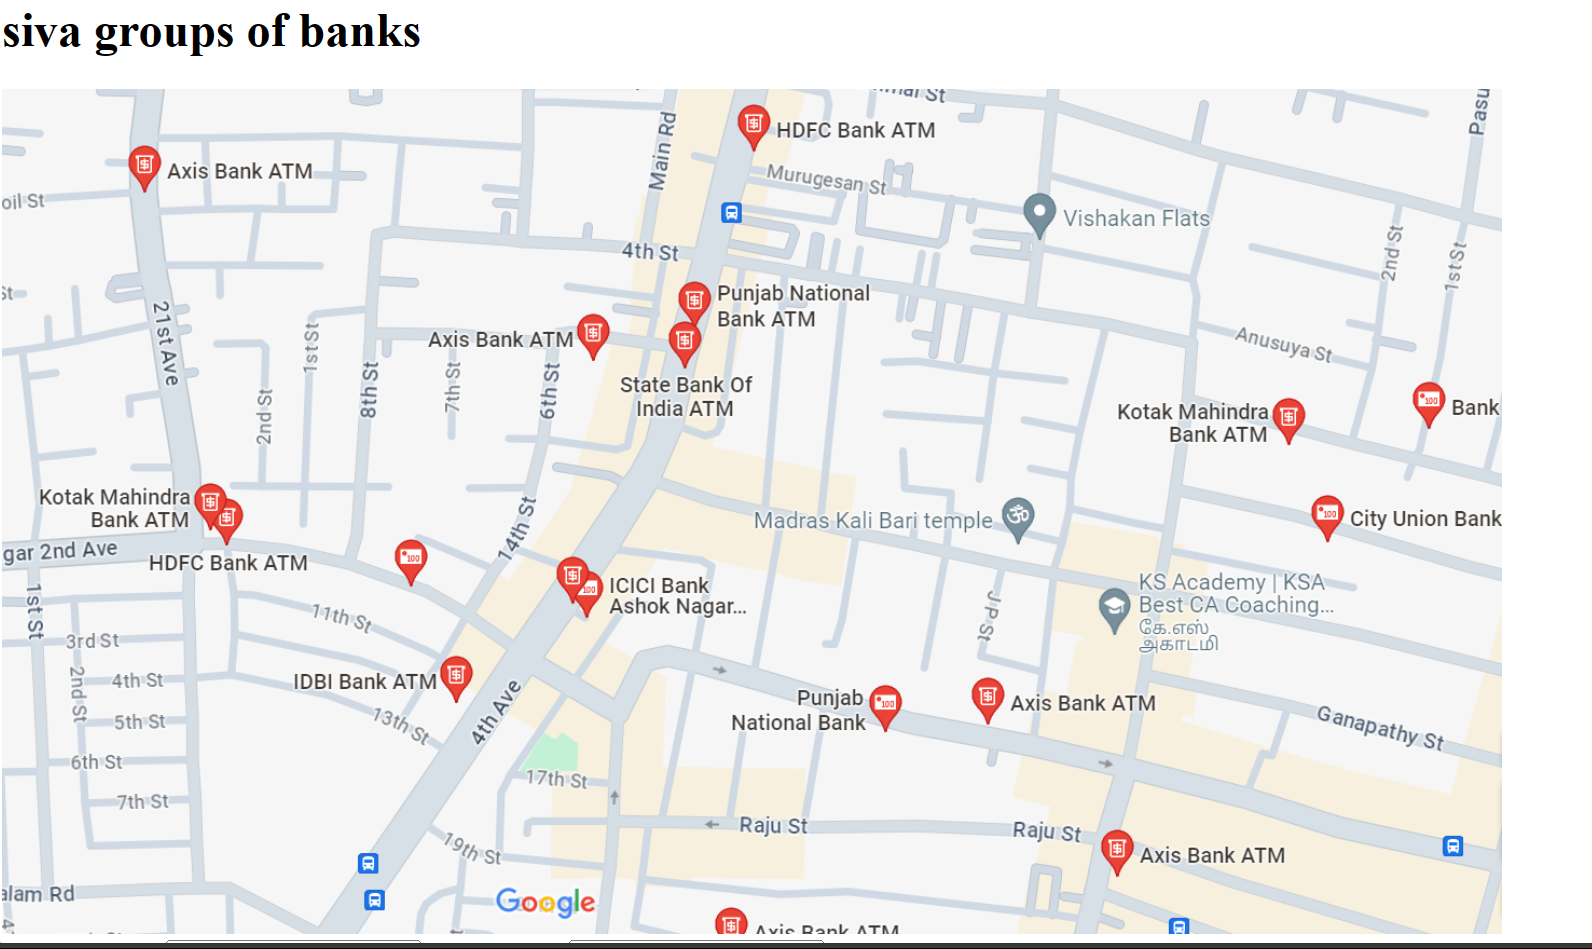 siva groups of banks
HDFC Bank ATM
Main Rd
Axis Bank ATM
Murugesan St
oil St
Vishakan Flats
4th St
2nd St
1st St
Punjab National
Bank ATM
21st Ave
Axis Bank ATM
1st St
Anusuya St
State Bank Of
India ATM
8th St
7th St
6th St
2nd St
Kotak Mahindra
Bank ATM
Bank
Kotak Mahindra
Bank ATM
14th St
Madras Kali Bari temple
City Union Bank
gar 2nd Ave
HDFC Bank ATM
ICICI Bank
Ashok Nagar...
KS Academy | KSA
Best CA Coaching...
கே.எஸ்
அகாடமி
1st St
11th St
J P St
3rd St
2nd St
4th St
IDBI Bank ATM
Punjab
National Bank
Axis Bank ATM
5th St
13th St
4th Ave
Ganapathy St
6th St
17th St
7th St
Raju St
Raju St
19th St
Axis Bank ATM
alam Rd
Google
Axis Bank ATM